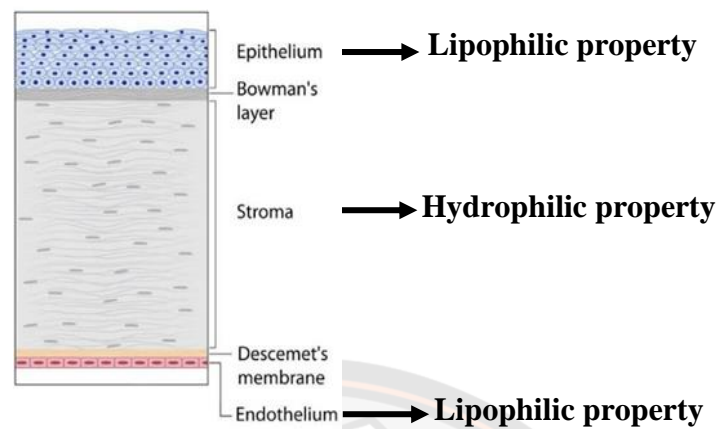 Epithelium
Lipophilic property
Bowman's
layer
Stroma
Hydrophilic property
Descemet's
membrane
Endothelium
Lipophilic property